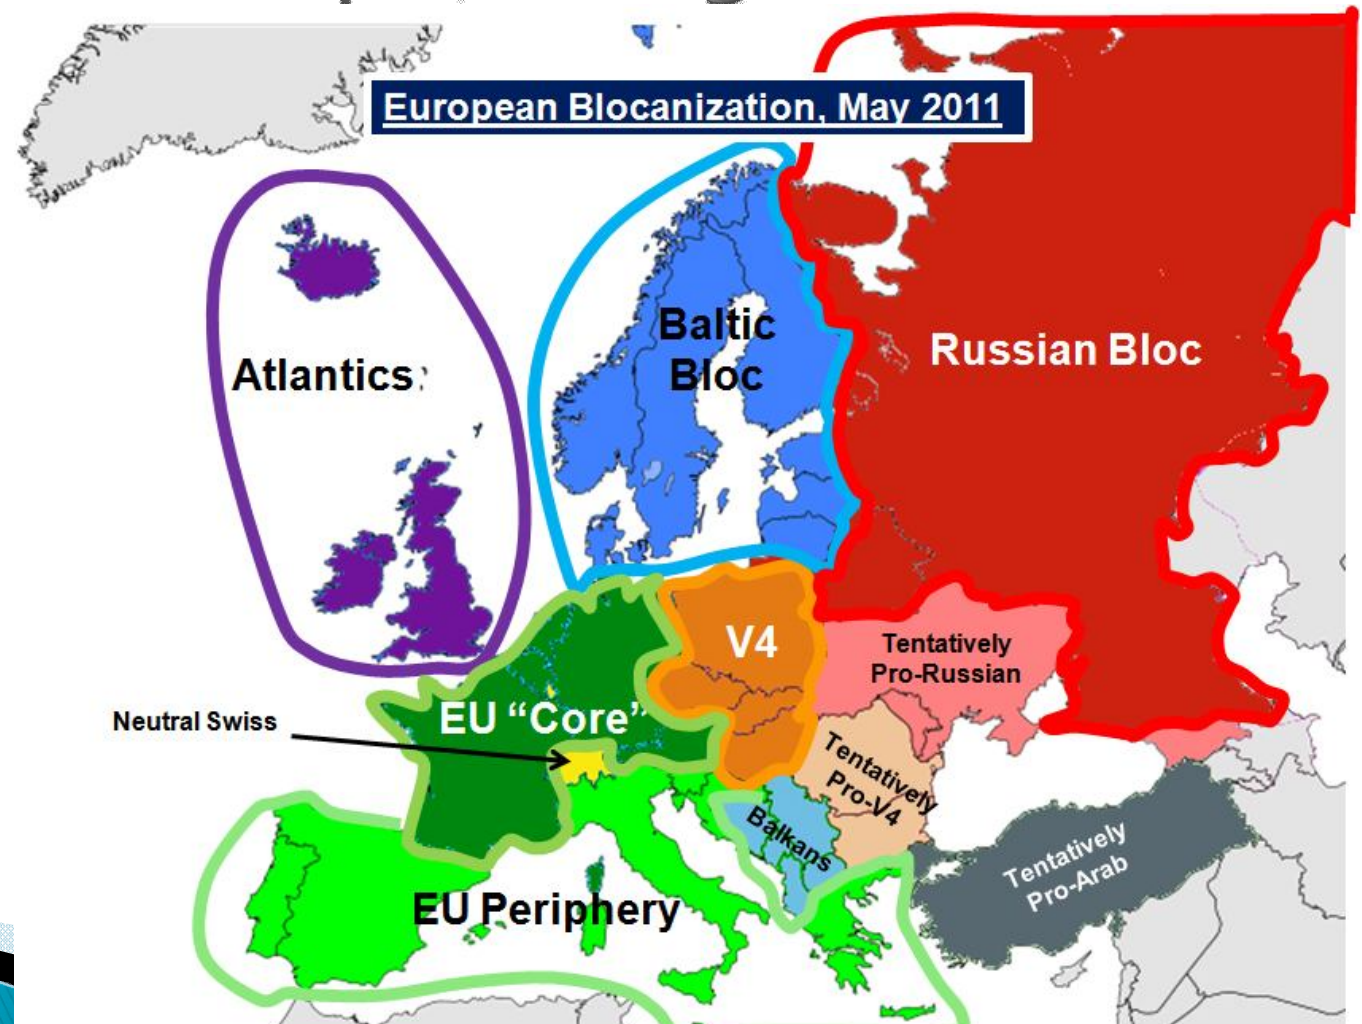 European Blocanization, May 2011
Baltic
Bloc
Russian Bloc
Atlantics
V4
Tentatively
Pro-Russian
EU “Core”
Neutral Swiss
Tentatively
Pro-V4
Balkans
Tentatively
Pro-Arab
EU Periphery